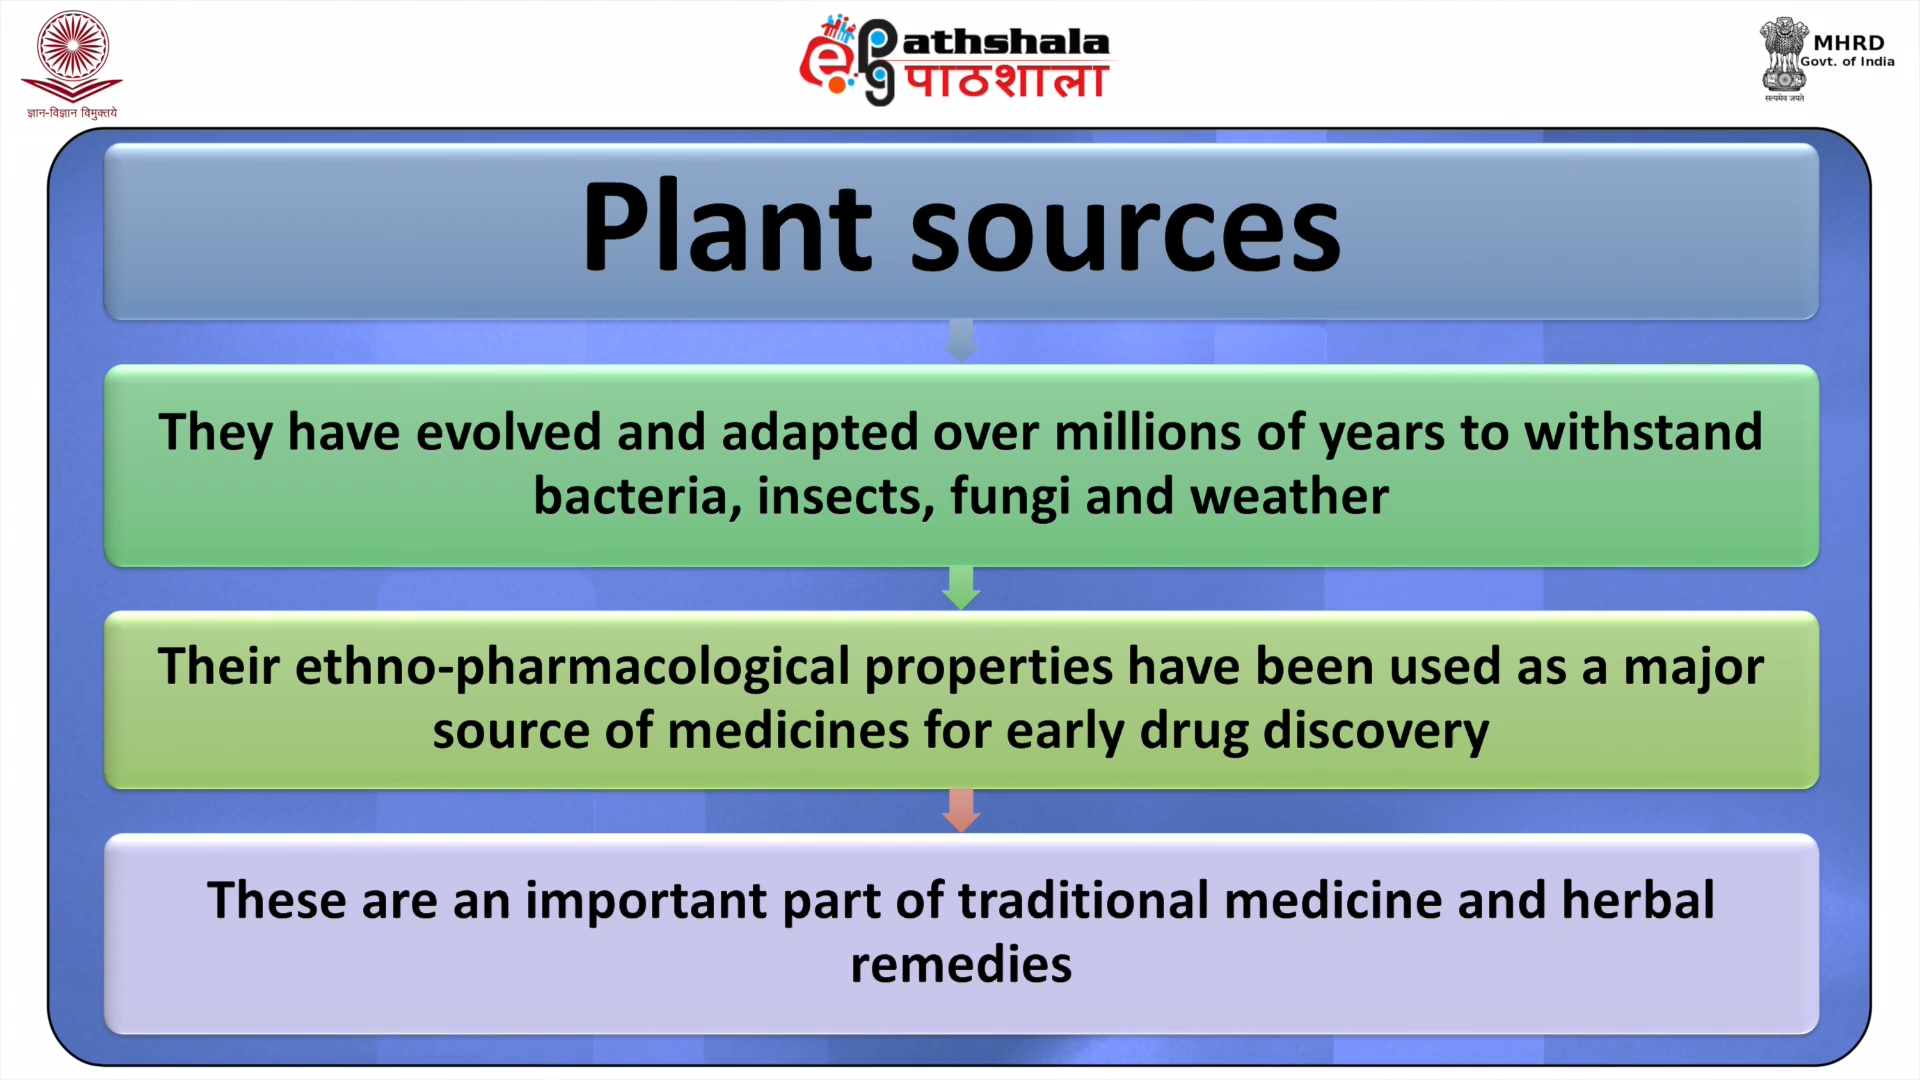 ज्ञान-विज्ञान विमुक्तये
ePg Pathshala
पाठशाला
MHRD
Govt. of India
सत्यमेव जयते
Plant sources
They have evolved and adapted over millions of years to withstand
bacteria, insects, fungi and weather
Their ethno-pharmacological properties have been used as a major
source of medicines for early drug discovery
These are an important part of traditional medicine and herbal
remedies